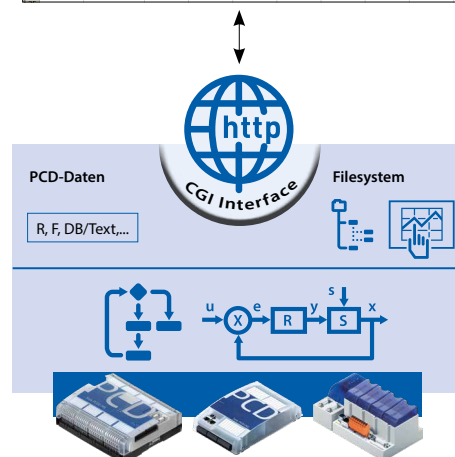 http
CGI Interface
PCD-Daten
Filesystem
R, F, DB/Text,...
s
u
e
y
x
X
R
S
PCD
PCD